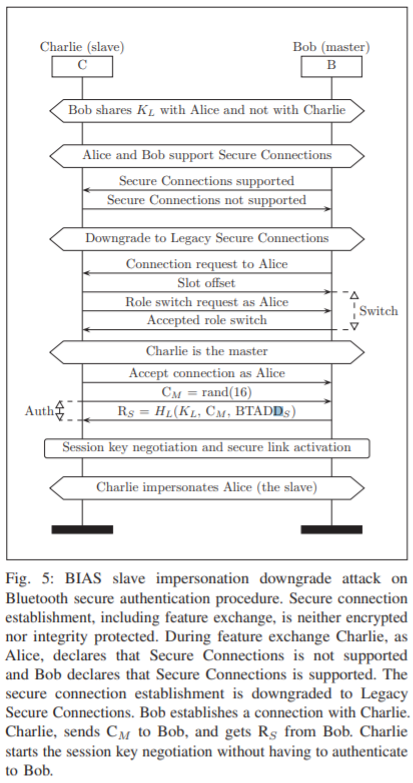 Charlie (slave) Bob (master)
C B
Bob shares K_L with Alice and not with Charlie
Alice and Bob support Secure Connections
Secure Connections supported
Secure Connections not supported
Downgrade to Legacy Secure Connections
Connection request to Alice
Slot offset
Role switch request as Alice
Switch
Accepted role switch
Charlie is the master
Accept connection as Alice
C_M = rand(16)
Auth
R_S = H_L(K_L, C_M, BTADD_S)
Session key negotiation and secure link activation
Charlie impersonates Alice (the slave)
Fig. 5: BIAS slave impersonation downgrade attack on
Bluetooth secure authentication procedure. Secure connection
establishment, including feature exchange, is neither encrypted
nor integrity protected. During feature exchange Charlie, as
Alice, declares that Secure Connections is not supported
and Bob declares that Secure Connections is supported. The
secure connection establishment is downgraded to Legacy
Secure Connections. Bob establishes a connection with Charlie.
Charlie, sends C_M to Bob, and gets R_S from Bob. Charlie
starts the session key negotiation without having to authenticate
to Bob.